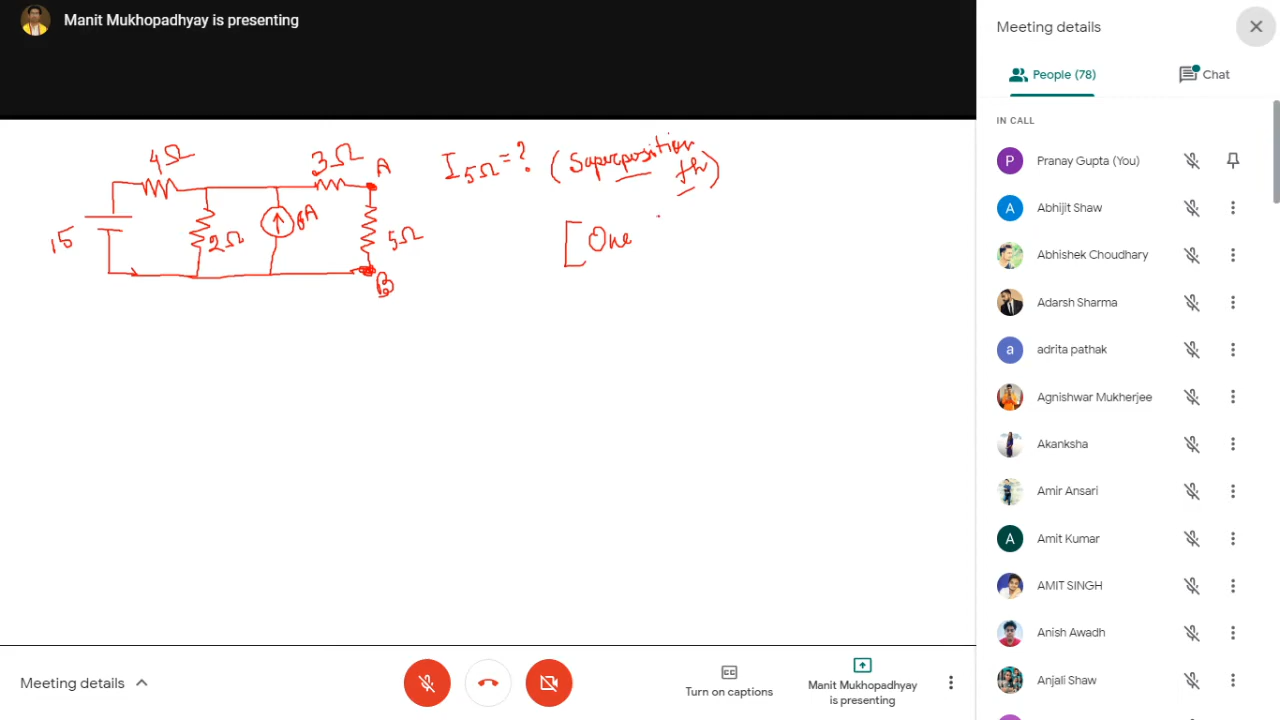 Manit Mukhopadhyay is presenting
Meeting details
People (78)
Chat
IN CALL
P
Pranay Gupta (You)
A
Abhijit Shaw
Abhishek Choudhary
Adarsh Sharma
a
adrita pathak
Agnishwar Mukherjee
Akanksha
Amir Ansari
A
Amit Kumar
AMIT SINGH
Anish Awadh
Anjali Shaw
4Ω
3Ω
A
I5Ω = ? (Superposition
th)
15
2Ω
6A
5Ω
B
[One
Meeting details
Turn on captions
Manit Mukhopadhyay
is presenting